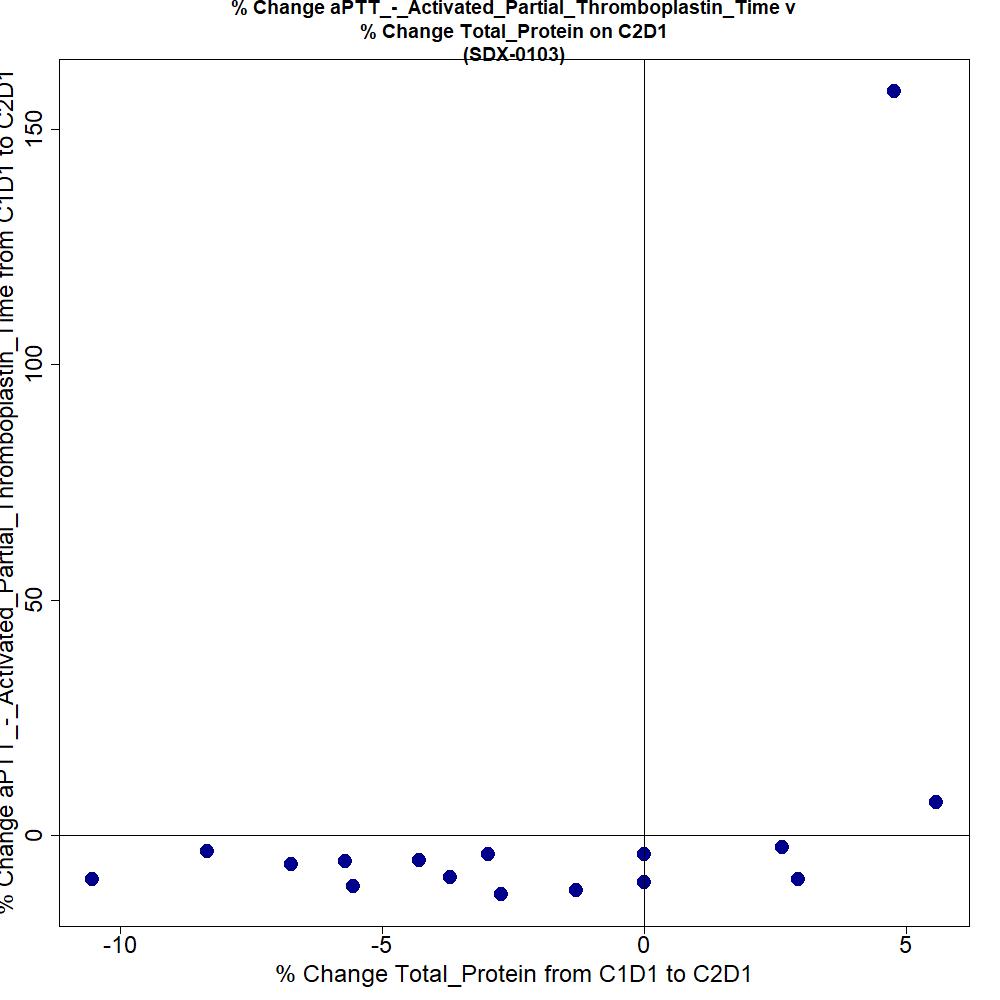 % Change aPTT_-_Activated_Partial_Thromboplastin_Time v
% Change Total_Protein on C2D1
(SDX-0103)
% Change aPTT_-_Activated_Partial_Thromboplastin_Time from C1D1 to C2D1
150
100
50
0
-10
-5
0
5
% Change Total_Protein from C1D1 to C2D1